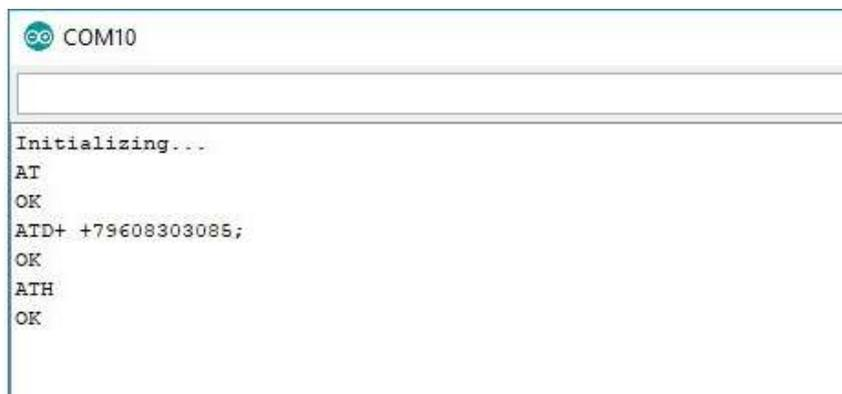 COM10
Initializing...
AT
OK
ATD+ +79608303085;
OK
ATH
OK